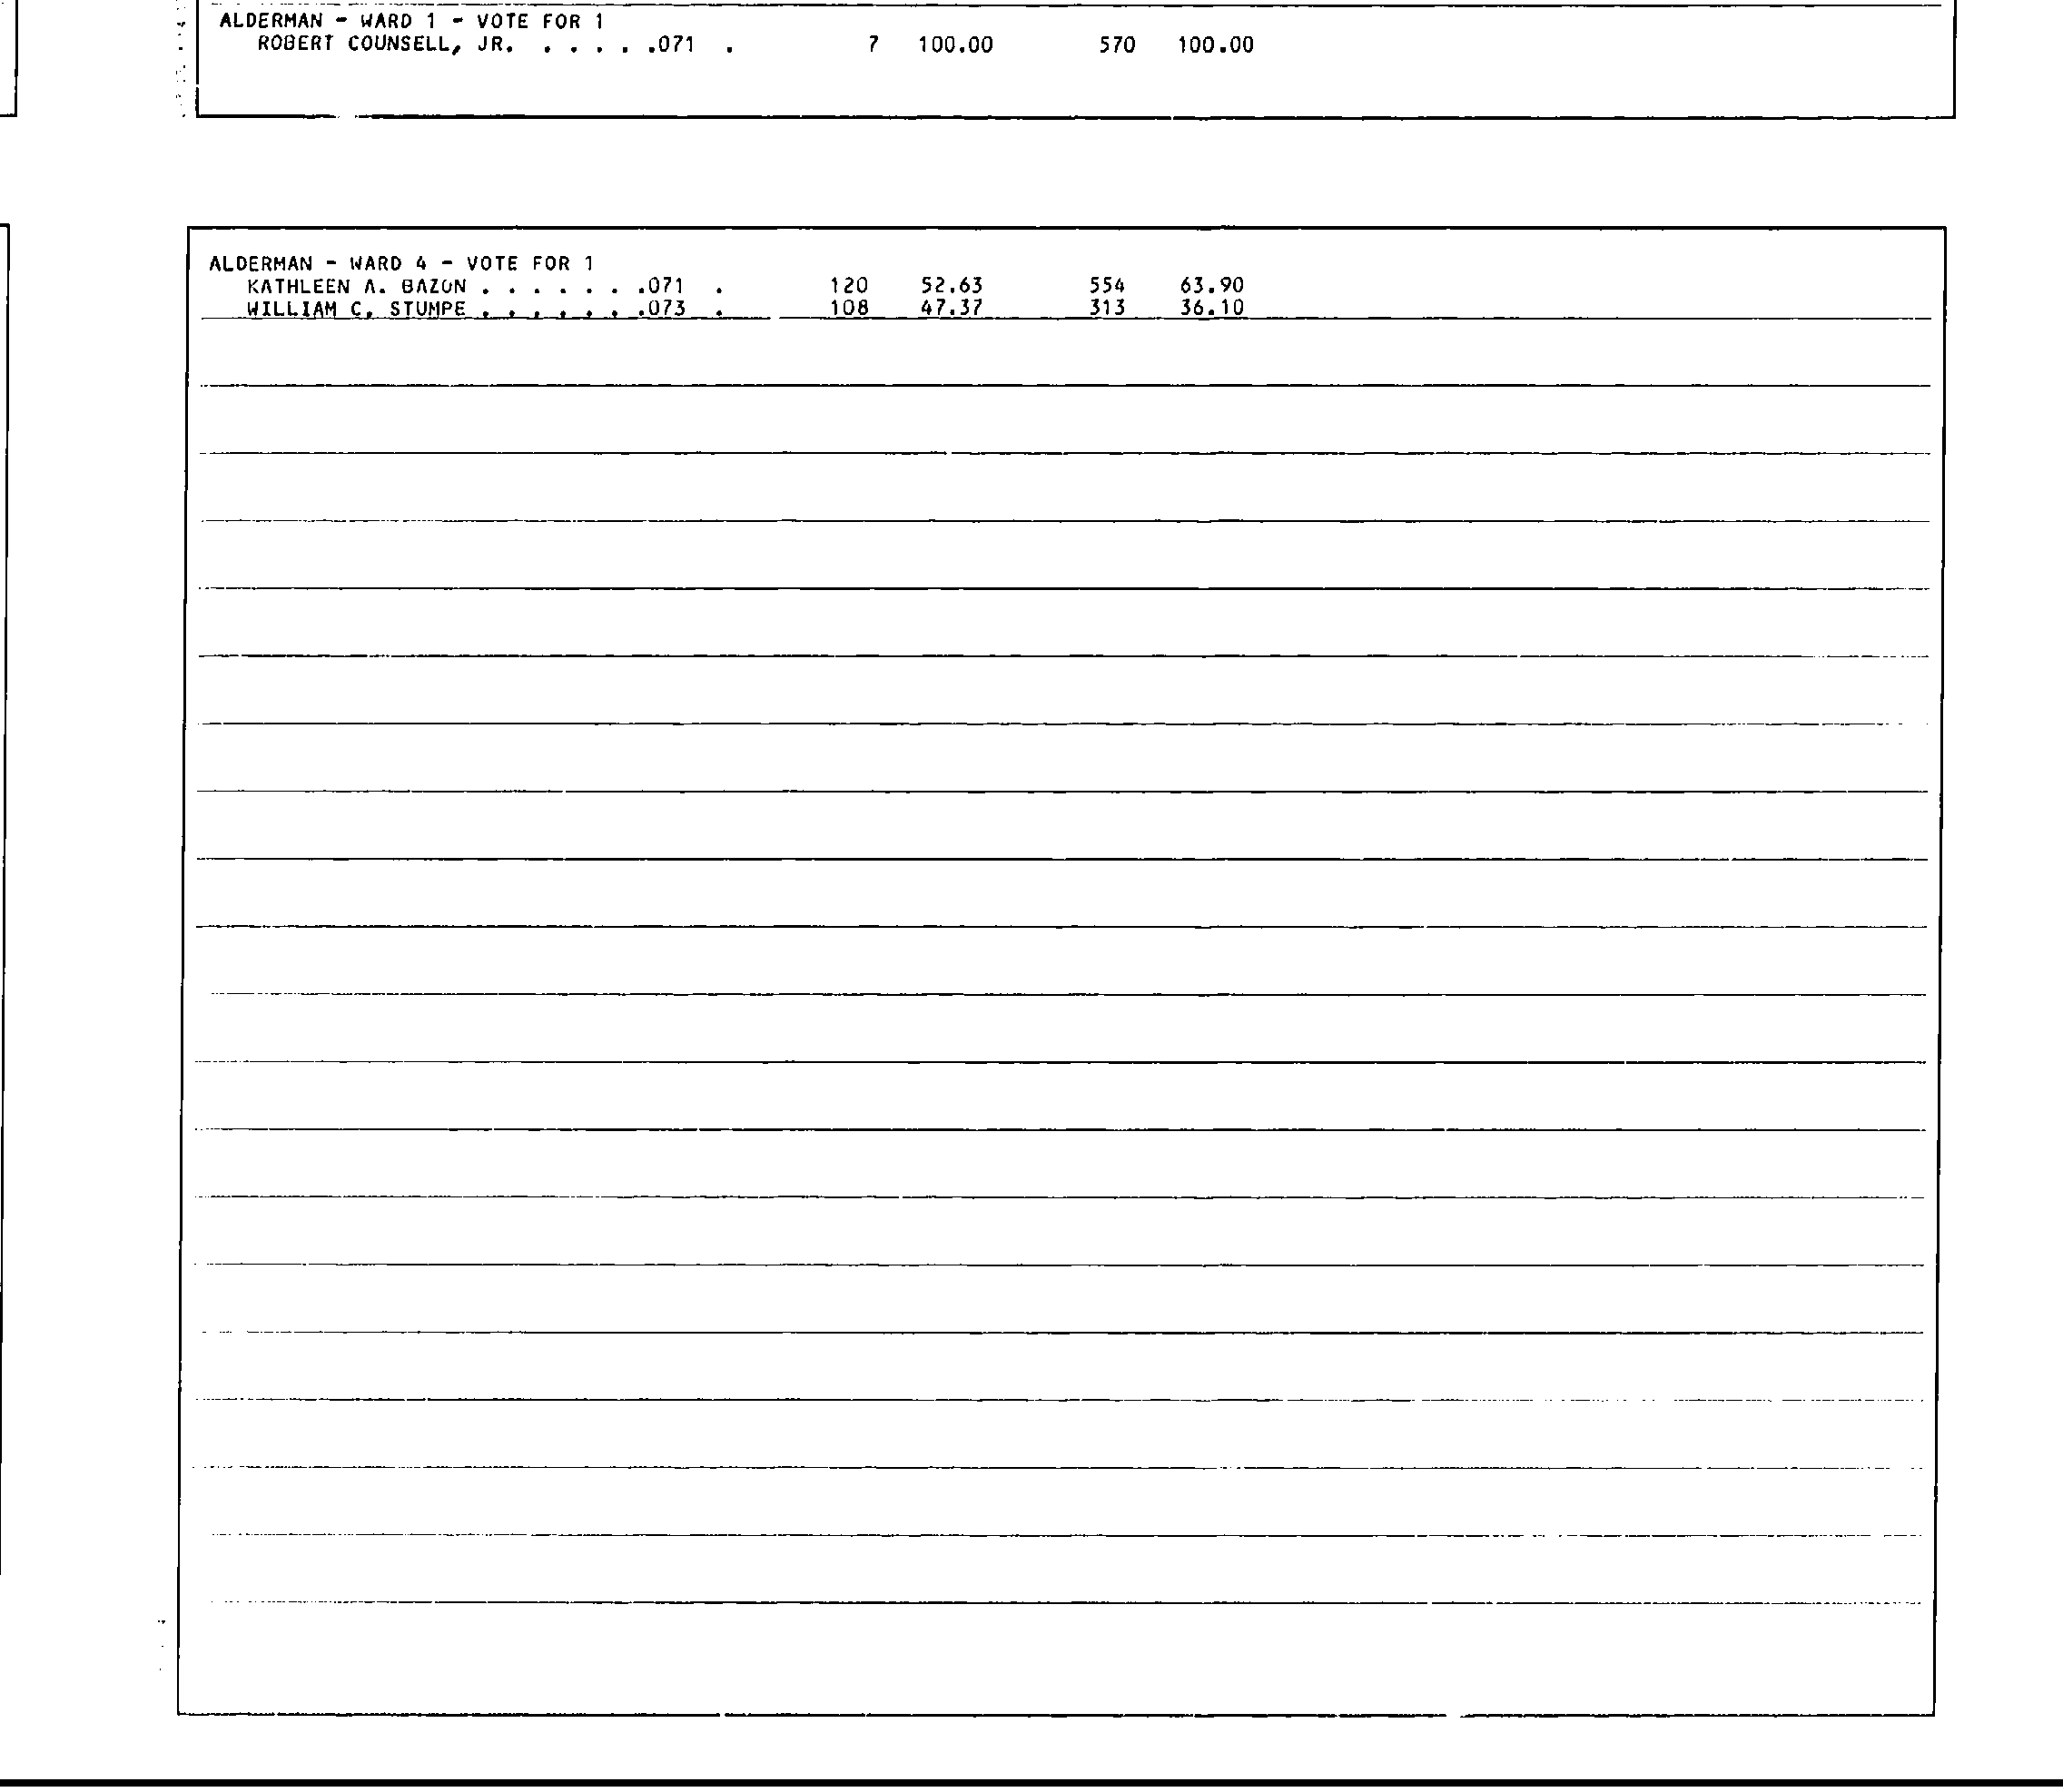 ALDERMAN - WARD 1 - VOTE FOR 1
ROBERT COUNSELL, JR. . . . . .071 . 7 100.00 570 100.00
ALDERMAN - WARD 4 - VOTE FOR 1
KATHLEEN A. BAZON . . . . . . .071 . 120 52.63 554 63.90
WILLIAM C. STUMPE . . . . . . .073 . 108 47.37 313 36.10